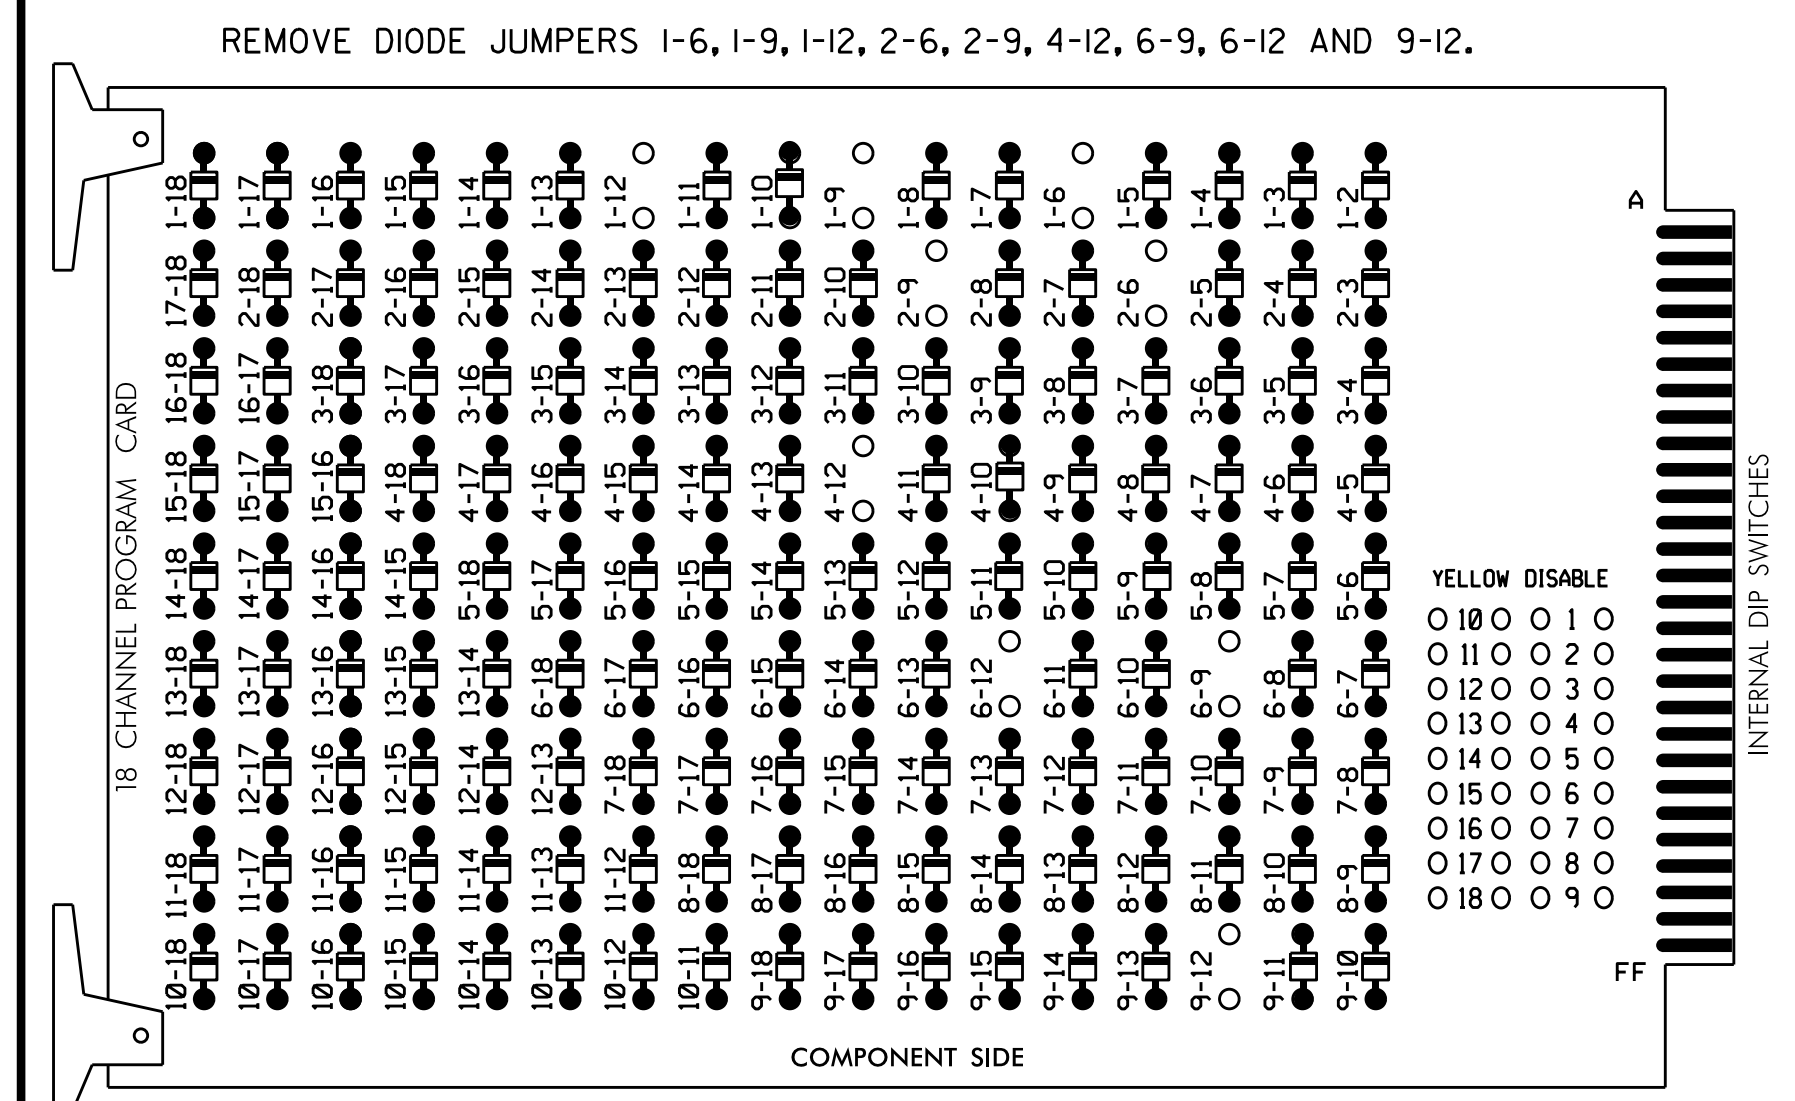 REMOVE DIODE JUMPERS 1-6, 1-9, 1-12, 2-6, 2-9, 4-12, 6-9, 6-12 AND 9-12.
1-18 1-17 1-16 1-15 1-14 1-13 1-12 1-11 1-10 1-9 1-8 1-7 1-6 1-5 1-4 1-3 1-2
A
17-18 2-18 2-17 2-16 2-15 2-14 2-13 2-12 2-11 2-10 2-9 2-8 2-7 2-6 2-5 2-4 2-3
16-18 16-17 3-18 3-17 3-16 3-15 3-14 3-13 3-12 3-11 3-10 3-9 3-8 3-7 3-6 3-5 3-4
15-18 15-17 15-16 4-18 4-17 4-16 4-15 4-14 4-13 4-12 4-11 4-10 4-9 4-8 4-7 4-6 4-5
14-18 14-17 14-16 14-15 5-18 5-17 5-16 5-15 5-14 5-13 5-12 5-11 5-10 5-9 5-8 5-7 5-6
13-18 13-17 13-16 13-15 13-14 6-18 6-17 6-16 6-15 6-14 6-13 6-12 6-11 6-10 6-9 6-8 6-7
12-18 12-17 12-16 12-15 12-14 12-13 7-18 7-17 7-16 7-15 7-14 7-13 7-12 7-11 7-10 7-9 7-8
11-18 11-17 11-16 11-15 11-14 11-13 11-12 8-18 8-17 8-16 8-15 8-14 8-13 8-12 8-11 8-10 8-9
10-18 10-17 10-16 10-15 10-14 10-13 10-12 10-11 9-18 9-17 9-16 9-15 9-14 9-13 9-12 9-11 9-10
18 CHANNEL PROGRAM CARD
YELLOW DISABLE
10 1
11 2
12 3
13 4
14 5
15 6
16 7
17 8
18 9
INTERNAL DIP SWITCHES
FF
COMPONENT SIDE